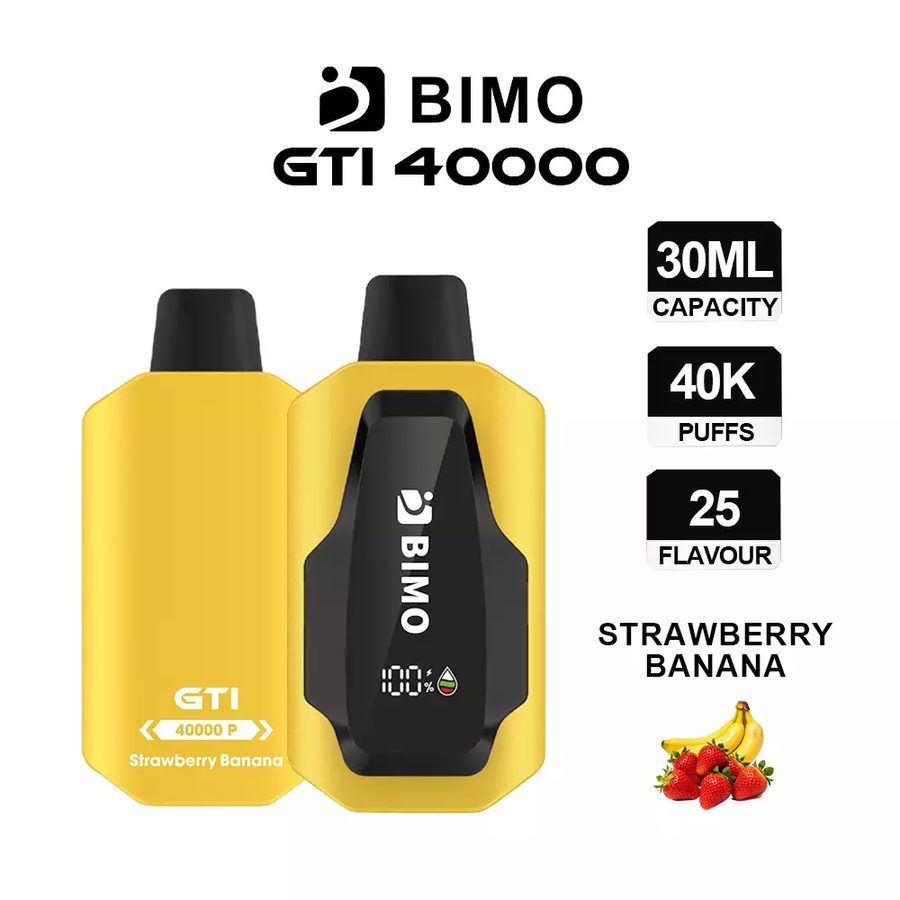 BIMO
GTI 40000
30ML
CAPACITY
40K
PUFFS
25
FLAVOUR
STRAWBERRY
BANANA
GTI
40000 P
Strawberry Banana
BIMO
100%